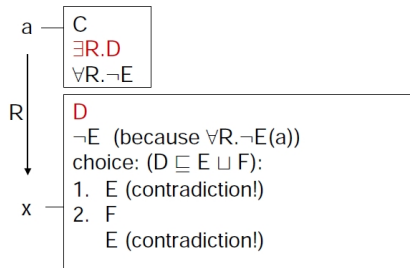 a
C
∃R.D
∀R.¬E
R
D
¬E (because ∀R.¬E(a))
choice: (D ⊑ E ⊔ F):
1. E (contradiction!)
x
2. F
E (contradiction!)